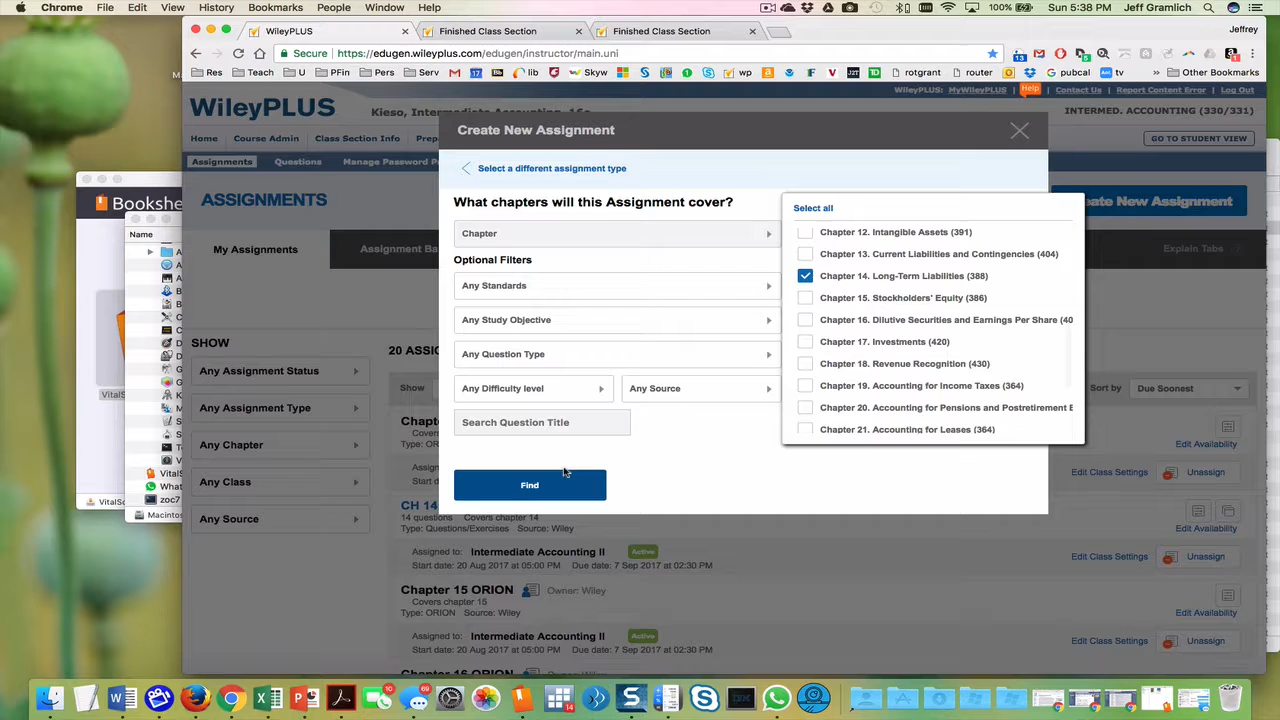 Chrome File Edit View History Bookmarks People Window Help
100% Sun 5:38 PM Jeff Gramlich
WileyPLUS
Finished Class Section
Finished Class Section
Jeffrey
Secure https://edugen.wileyplus.com/edugen/instructor/main.uni
Res Teach U PFin Pers Serv lib Skyw wp rotgrant router pubcal tv » Other Bookmarks
WELCOME, MyWileyPLUS | Help | Contact Us | Report Content Error | Log Out
WileyPLUS Kieso, Intermediate Accounting, 16e
INTERMED. ACCOUNTING (330/331)
Home Course Admin Class Section Info
GO TO STUDENT VIEW
Assignments Questions Manage Password
ASSIGNMENTS
Create New Assignment
My Assignments
Explain Tabs
Create New Assignment
Select a different assignment type
What chapters will this Assignment cover?
Chapter
Optional Filters
Any Standards
Any Study Objective
Any Question Type
Any Difficulty level
Any Source
Search Question Title
Find
Select all
Chapter 12. Intangible Assets (391)
Chapter 13. Current Liabilities and Contingencies (404)
Chapter 14. Long-Term Liabilities (388)
Chapter 15. Stockholders' Equity (386)
Chapter 16. Dilutive Securities and Earnings Per Share (40
Chapter 17. Investments (420)
Chapter 18. Revenue Recognition (430)
Chapter 19. Accounting for Income Taxes (364)
Chapter 20. Accounting for Pensions and Postretirement B
Chapter 21. Accounting for Leases (364)
SHOW
Any Assignment Status
Any Assignment Type
Any Chapter
Any Class
Any Source
Show
Sort by Due Soonest
Edit Availability
Edit Class Settings Unassign
CH 14
14 questions Covers chapter 14
Type: Questions/Exercises Source: Wiley
Edit Availability
Assigned to: Intermediate Accounting II Active
Start date: 20 Aug 2017 at 05:00 PM Due date: 7 Sep 2017 at 02:30 PM
Edit Class Settings Unassign
Chapter 15 ORION Owner: Wiley
Covers chapter 15
Type: ORION Source: Wiley
Edit Availability
Assigned to: Intermediate Accounting II Active
Start date: 20 Aug 2017 at 05:00 PM Due date: 7 Sep 2017 at 02:30 PM
Edit Class Settings Unassign
Chapter 16 ORION Owner: Wiley
Name
zoc7